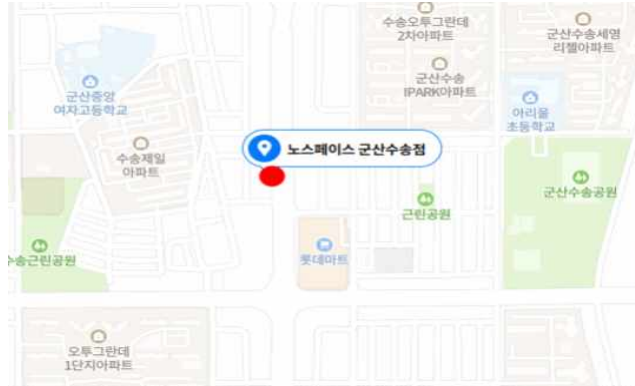 수송오투그란데
2차아파트
군산수송세영
리첼아파트
군산수송
IPARK아파트
군산중앙
여자고등학교
아리울
초등학교
노스페이스 군산수송점
수송제일
아파트
군산수송공원
근린공원
수송근린공원
롯데마트
오투그란데
1단지아파트